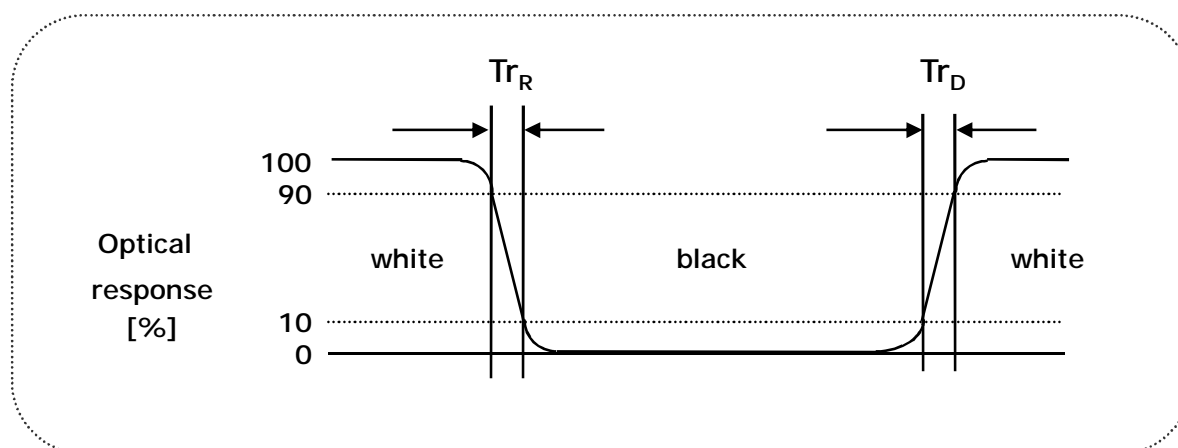 Tr_R Tr_D
100
90
Optical
response
[%]
white black white
10
0